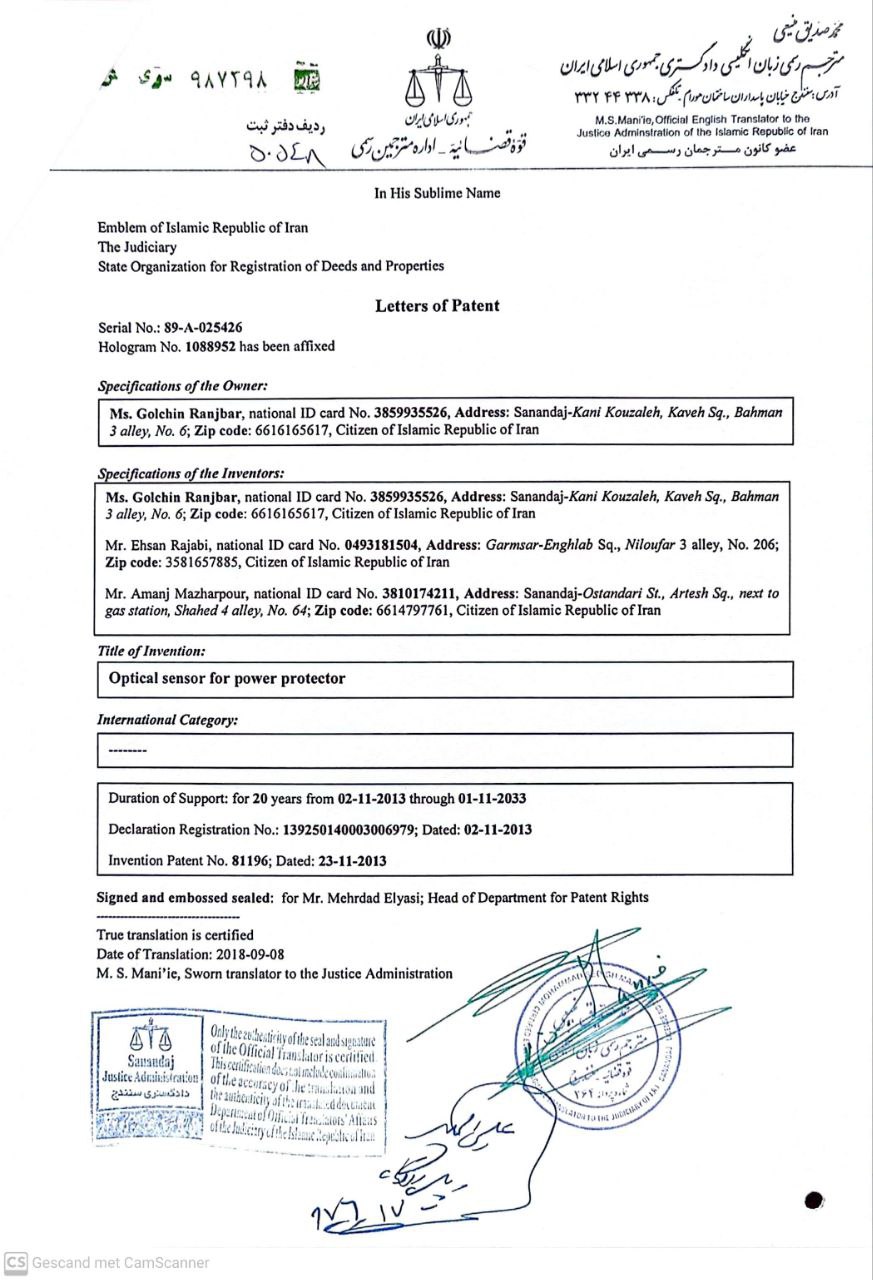 محمد صدیق منیعی
مترجم رسمی زبان انگلیسی دادگستری جمهوری اسلامی ایران
آدرس: سنندج خیابان پاسداران ساختمان مورام، تلفکس: ۳۳۸ ۴۴ ۳۳۲
M.S.Mani'ie,Official English Translator to the
Justice Adminstration of the Islamic Republic of Iran
عضو کانون مترجمان رسمی ایران
جمهوری اسلامی ایران
قوه قضائیه - اداره مترجمین رسمی
۹۸۷۲۹۸ سری
ردیف دفتر ثبت
In His Sublime Name
Emblem of Islamic Republic of Iran
The Judiciary
State Organization for Registration of Deeds and Properties
Letters of Patent
Serial No.: 89-A-025426
Hologram No. 1088952 has been affixed
Specifications of the Owner:
Ms. Golchin Ranjbar, national ID card No. 3859935526, Address: Sanandaj-Kani Kouzaleh, Kaveh Sq., Bahman
3 alley, No. 6; Zip code: 6616165617, Citizen of Islamic Republic of Iran
Specifications of the Inventors:
Ms. Golchin Ranjbar, national ID card No. 3859935526, Address: Sanandaj-Kani Kouzaleh, Kaveh Sq., Bahman
3 alley, No. 6; Zip code: 6616165617, Citizen of Islamic Republic of Iran
Mr. Ehsan Rajabi, national ID card No. 0493181504, Address: Garmsar-Enghlab Sq., Niloufar 3 alley, No. 206;
Zip code: 3581657885, Citizen of Islamic Republic of Iran
Mr. Amanj Mazharpour, national ID card No. 3810174211, Address: Sanandaj-Ostandari St., Artesh Sq., next to
gas station, Shahed 4 alley, No. 64; Zip code: 6614797761, Citizen of Islamic Republic of Iran
Title of Invention:
Optical sensor for power protector
International Category:
--------
Duration of Support: for 20 years from 02-11-2013 through 01-11-2033
Declaration Registration No.: 139250140003006979; Dated: 02-11-2013
Invention Patent No. 81196; Dated: 23-11-2013
Signed and embossed sealed: for Mr. Mehrdad Elyasi; Head of Department for Patent Rights
True translation is certified
Date of Translation: 2018-09-08
M. S. Mani'ie, Sworn translator to the Justice Administration
Sanandaj
Justice Administration
دادگستری سنندج
Only the authenticity of the seal and signature
of the Official Translator is certified.
This certification does not include confirmation
of the accuracy of the translation and
the authenticity of the translated document
Department of Official Translators' Affairs
of the Judiciary of the Islamic Republic of Iran
مترجم رسمی زبان انگلیسی
قوه قضائیه - سنندج
CS Gescand met CamScanner